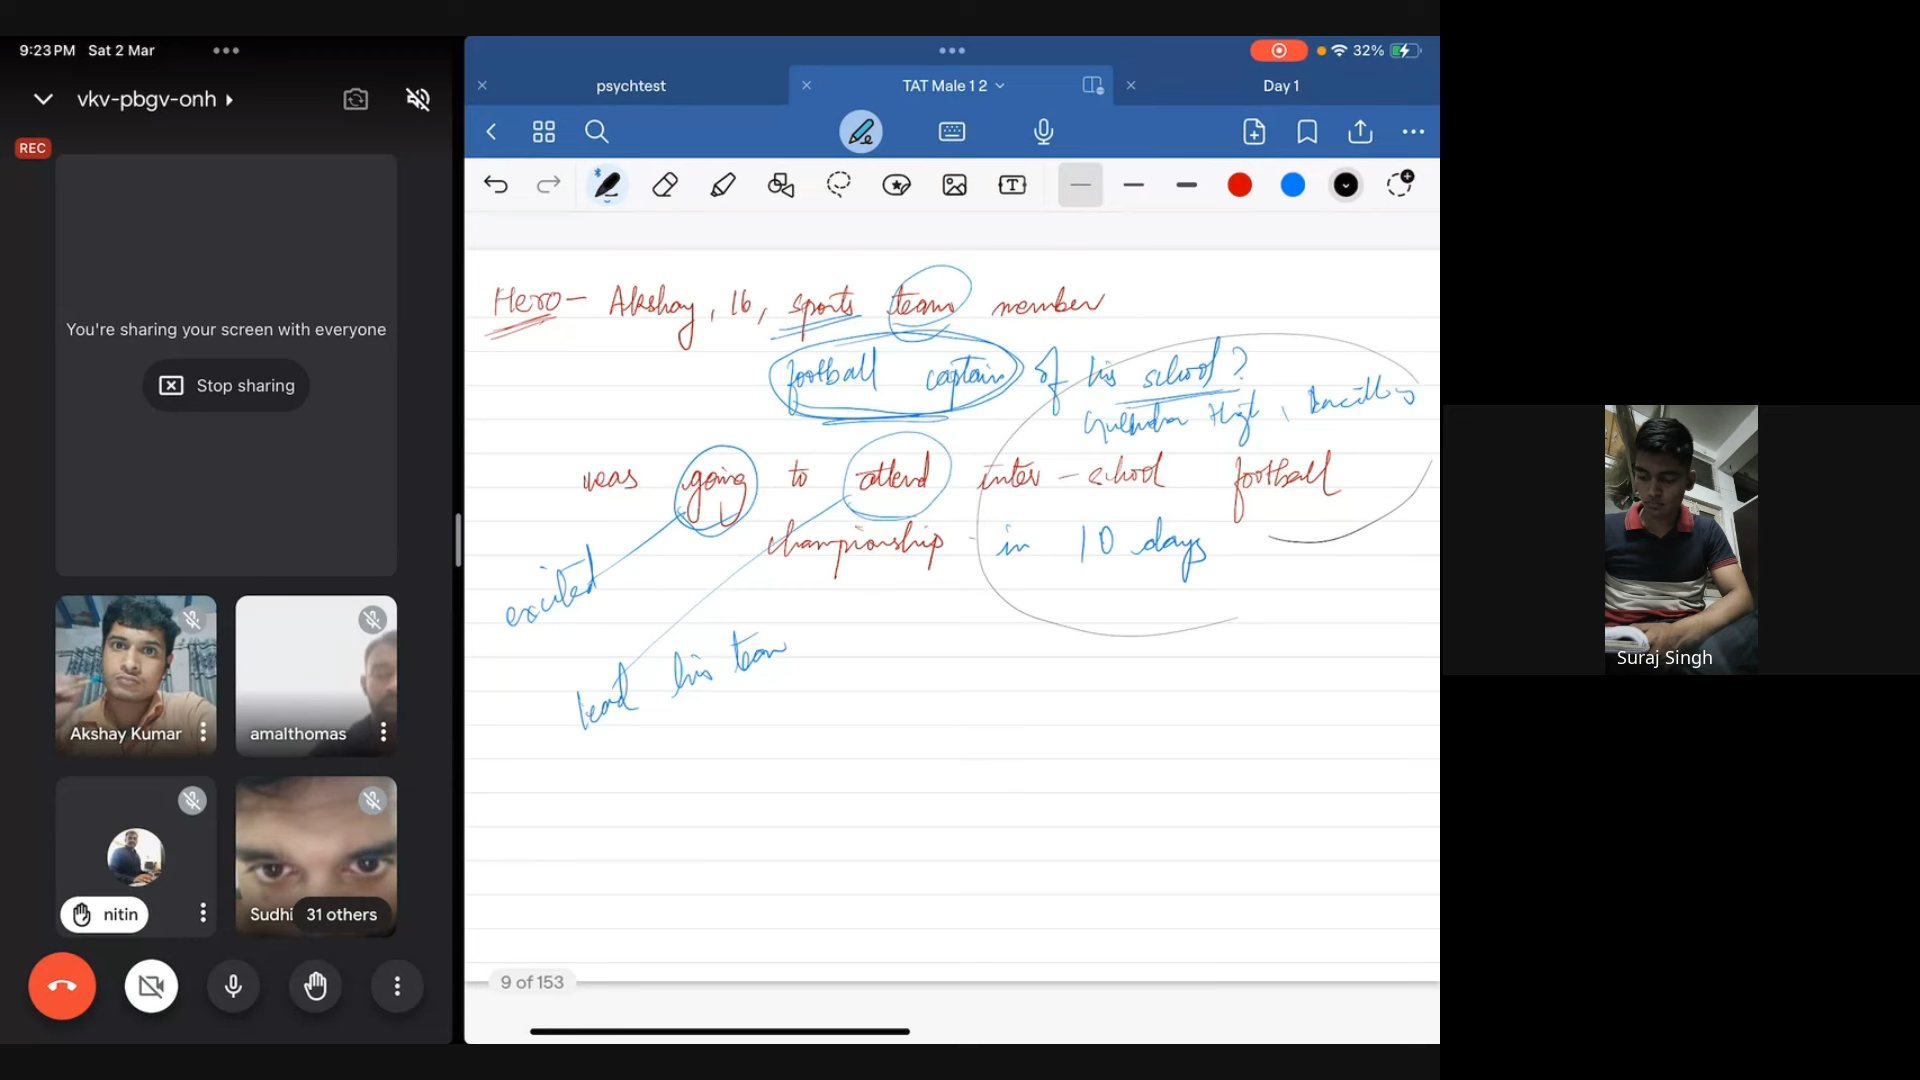 9:23 PM Sat 2 Mar
32%
vkv-pbgv-onh
psychtest
TAT Male 1 2
Day 1
REC
You're sharing your screen with everyone
Stop sharing
Hero - Akshay, 16, sports team member
football captain of his school?
High,
was going to attend inter-school football
championship - in 10 days
excited
lead his team
Akshay Kumar
amalthomas
nitin
Sudhi
31 others
9 of 153
Suraj Singh